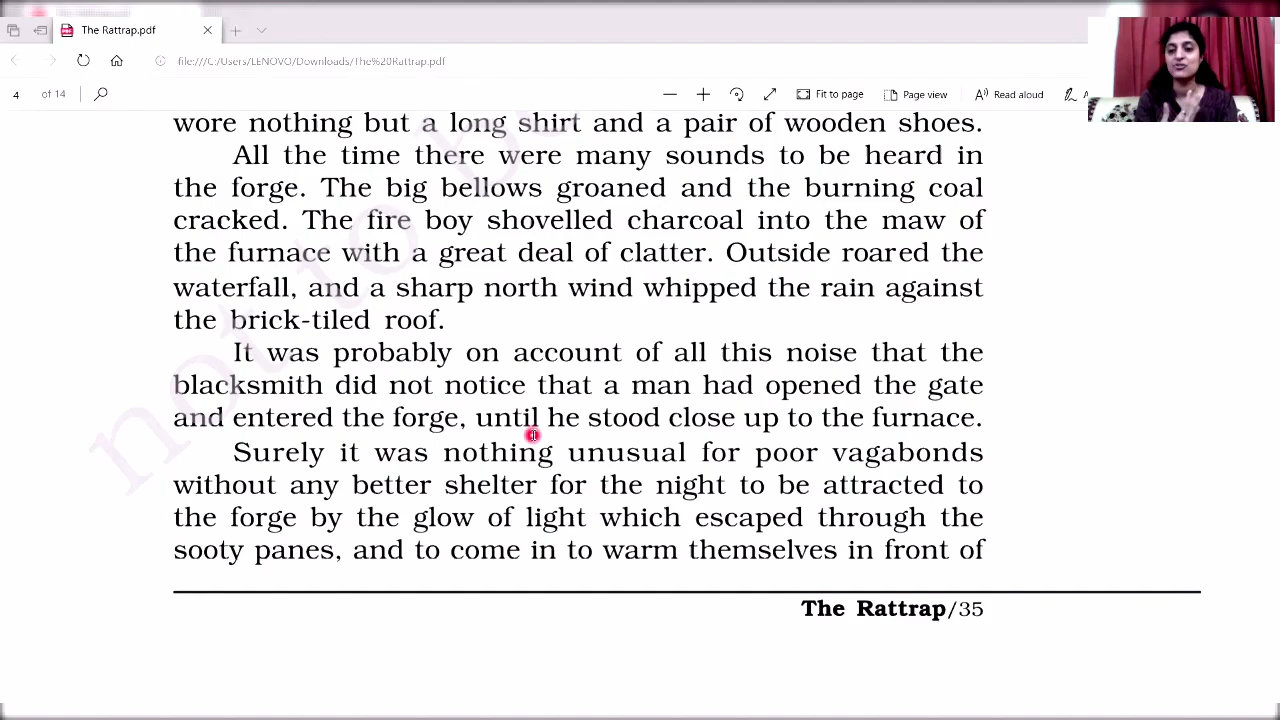 The Rattrap.pdf
file:///C:/Users/LENOVO/Downloads/The%20Rattrap.pdf
4 of 14
Fit to page
Page view
Read aloud
wore nothing but a long shirt and a pair of wooden shoes.
All the time there were many sounds to be heard in
the forge. The big bellows groaned and the burning coal
cracked. The fire boy shovelled charcoal into the maw of
the furnace with a great deal of clatter. Outside roared the
waterfall, and a sharp north wind whipped the rain against
the brick-tiled roof.
It was probably on account of all this noise that the
blacksmith did not notice that a man had opened the gate
and entered the forge, until he stood close up to the furnace.
Surely it was nothing unusual for poor vagabonds
without any better shelter for the night to be attracted to
the forge by the glow of light which escaped through the
sooty panes, and to come in to warm themselves in front of
The Rattrap/35
not to b